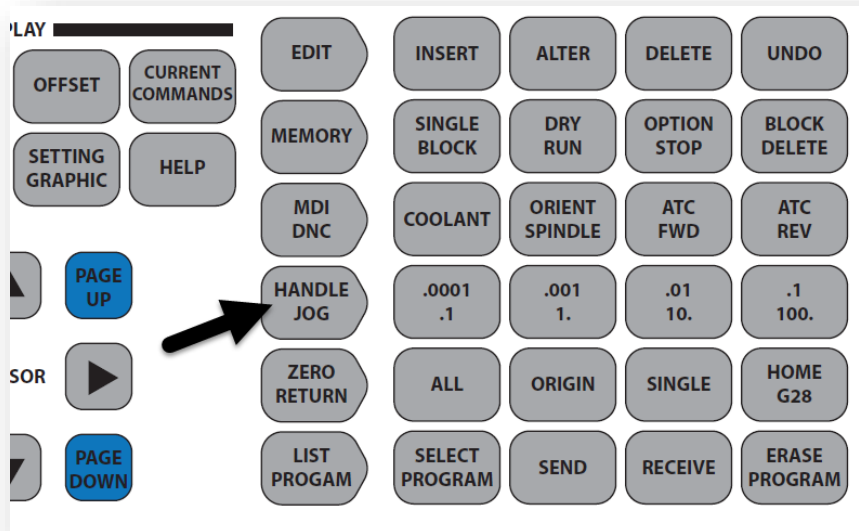 PLAY
OFFSET
CURRENT
COMMANDS
SETTING
GRAPHIC
HELP
PAGE
UP
SOR
PAGE
DOWN
EDIT
INSERT
ALTER
DELETE
UNDO
MEMORY
SINGLE
BLOCK
DRY
RUN
OPTION
STOP
BLOCK
DELETE
MDI
DNC
COOLANT
ORIENT
SPINDLE
ATC
FWD
ATC
REV
HANDLE
JOG
.0001
.1
.001
1.
.01
10.
.1
100.
ZERO
RETURN
ALL
ORIGIN
SINGLE
HOME
G28
LIST
PROGAM
SELECT
PROGRAM
SEND
RECEIVE
ERASE
PROGRAM